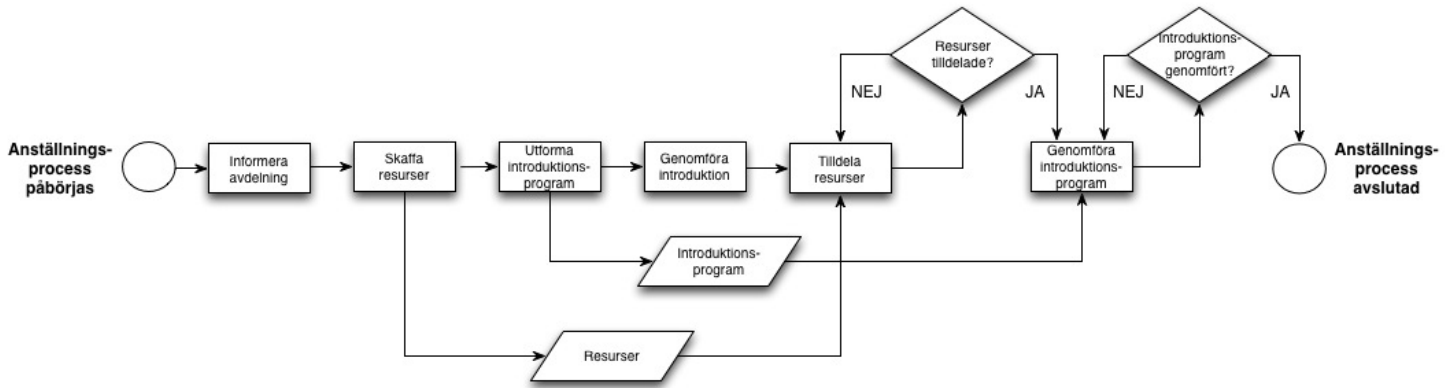 Anställnings-
process
påbörjas
Informera
avdelning
Skaffa
resurser
Utforma
introduktions-
program
Genomföra
introduktion
Tilldela
resurser
Resurser
tilldelade?
NEJ
JA
Genomföra
introduktions-
program
Introduktions-
program
genomfört?
NEJ
JA
Anställnings-
process
avslutad
Introduktions-
program
Resurser